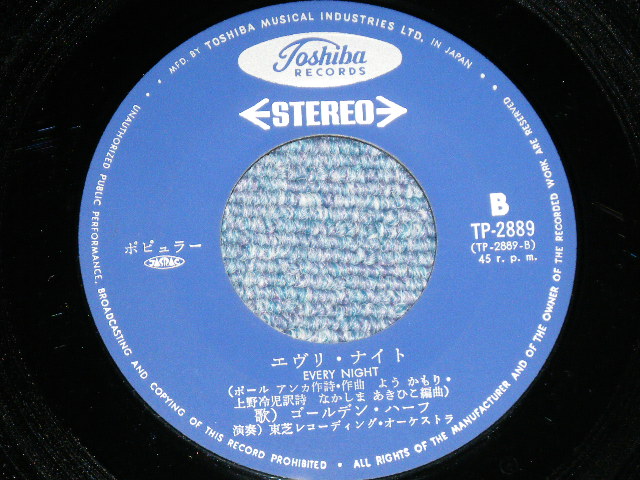 MFD. BY TOSHIBA MUSICAL INDUSTRIES LTD. IN JAPAN
Toshiba
RECORDS
STEREO
B
TP-2889
(TP-2889-B)
45 r. p. m.
ポピュラー
JASRAC
エヴリ・ナイト
EVERY NIGHT
(ポール アンカ作詩・作曲 よう かもり・
上野冷児訳詩 なかしま あきひこ編曲)
歌) ゴールデン・ハーフ
演奏) 東芝レコーディング・オーケストラ
UNAUTHORIZED PUBLIC PERFORMANCE, BROADCASTING AND COPYING OF THIS RECORD PROHIBITED • ALL RIGHTS OF THE MANUFACTURER AND OF THE OWNER OF THE RECORDED WORK ARE RESERVED